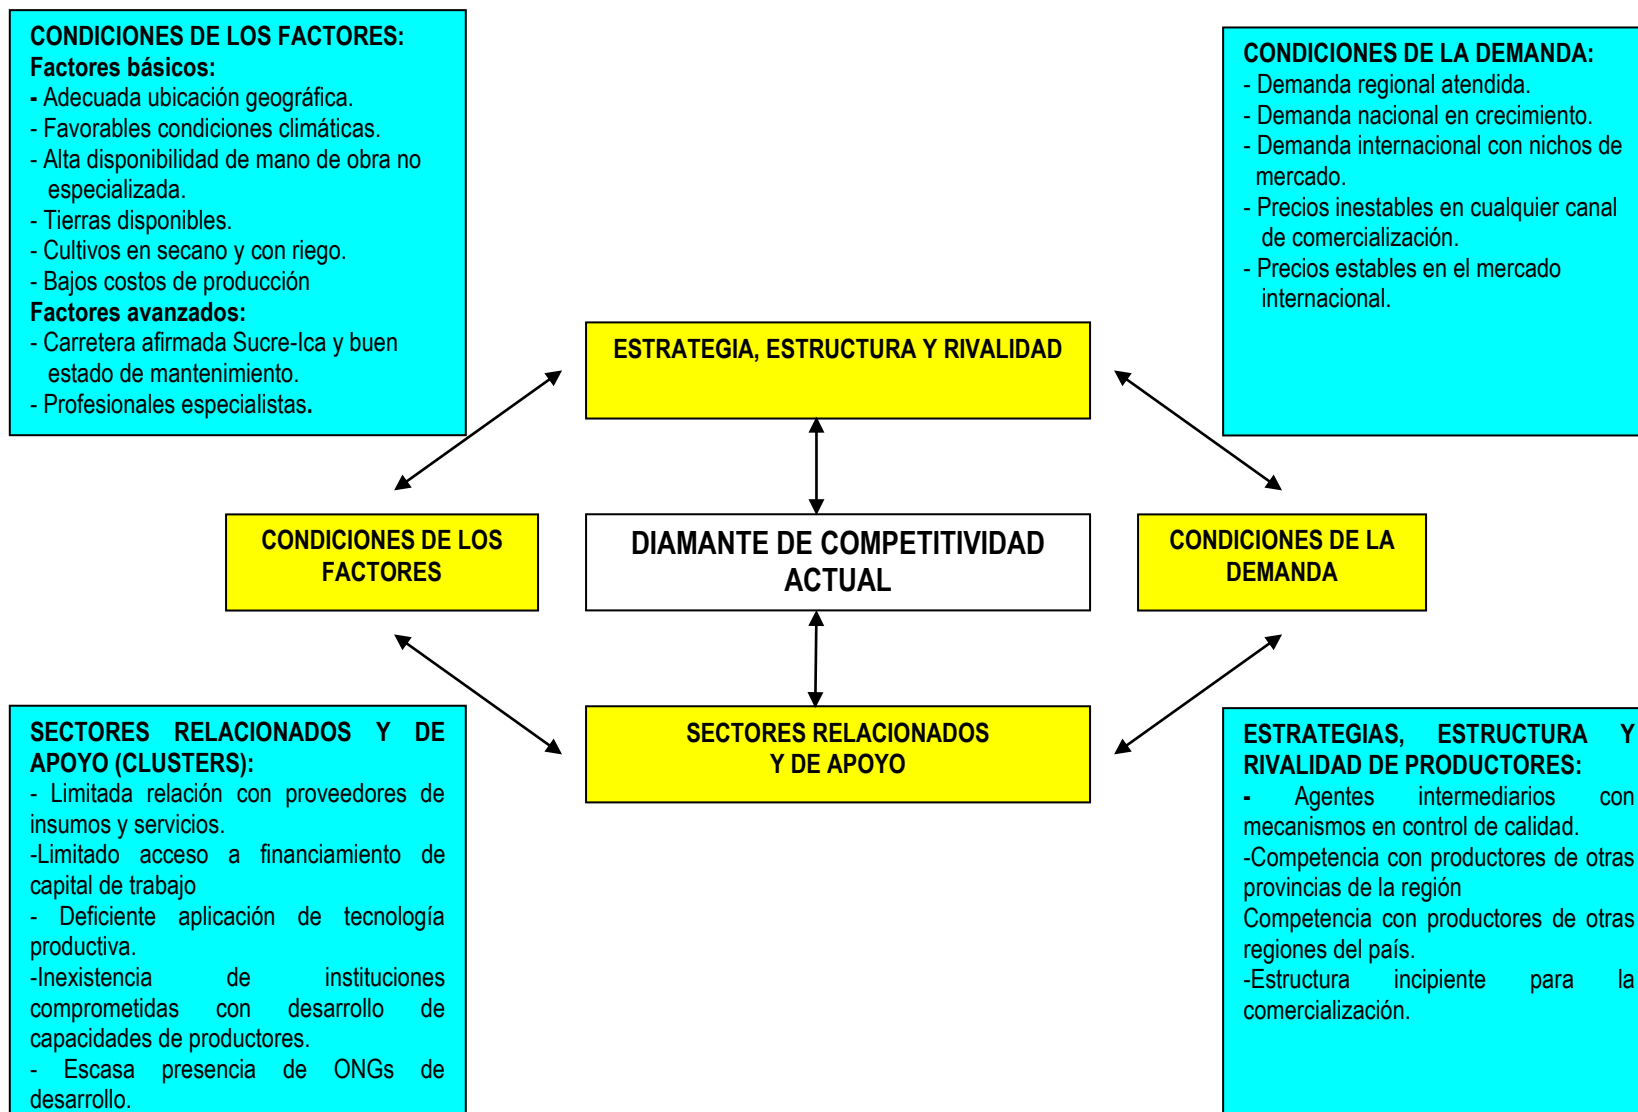 CONDICIONES DE LOS FACTORES:
Factores básicos:
- Adecuada ubicación geográfica.
- Favorables condiciones climáticas.
- Alta disponibilidad de mano de obra no
especializada.
- Tierras disponibles.
- Cultivos en secano y con riego.
- Bajos costos de producción
Factores avanzados:
- Carretera afirmada Sucre-Ica y buen
estado de mantenimiento.
- Profesionales especialistas.
CONDICIONES DE LA DEMANDA:
- Demanda regional atendida.
- Demanda nacional en crecimiento.
- Demanda internacional con nichos de
mercado.
- Precios inestables en cualquier canal
de comercialización.
- Precios estables en el mercado
internacional.
ESTRATEGIA, ESTRUCTURA Y RIVALIDAD
CONDICIONES DE LOS
FACTORES
DIAMANTE DE COMPETITIVIDAD
ACTUAL
CONDICIONES DE LA
DEMANDA
SECTORES RELACIONADOS
Y DE APOYO
SECTORES RELACIONADOS Y DE
APOYO (CLUSTERS):
- Limitada relación con proveedores de
insumos y servicios.
-Limitado acceso a financiamiento de
capital de trabajo
- Deficiente aplicación de tecnología
productiva.
-Inexistencia de instituciones
comprometidas con desarrollo de
capacidades de productores.
- Escasa presencia de ONGs de
desarrollo.
ESTRATEGIAS, ESTRUCTURA Y
RIVALIDAD DE PRODUCTORES:
- Agentes intermediarios con
mecanismos en control de calidad.
-Competencia con productores de otras
provincias de la región
Competencia con productores de otras
regiones del país.
-Estructura incipiente para la
comercialización.